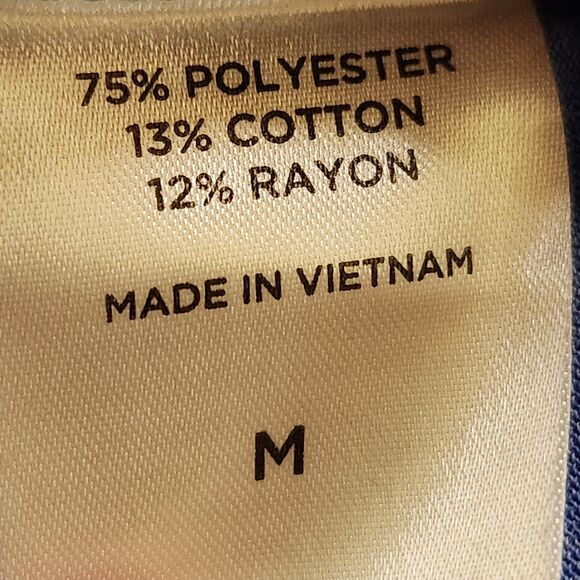 75% POLYESTER
13% COTTON
12% RAYON
MADE IN VIETNAM
M